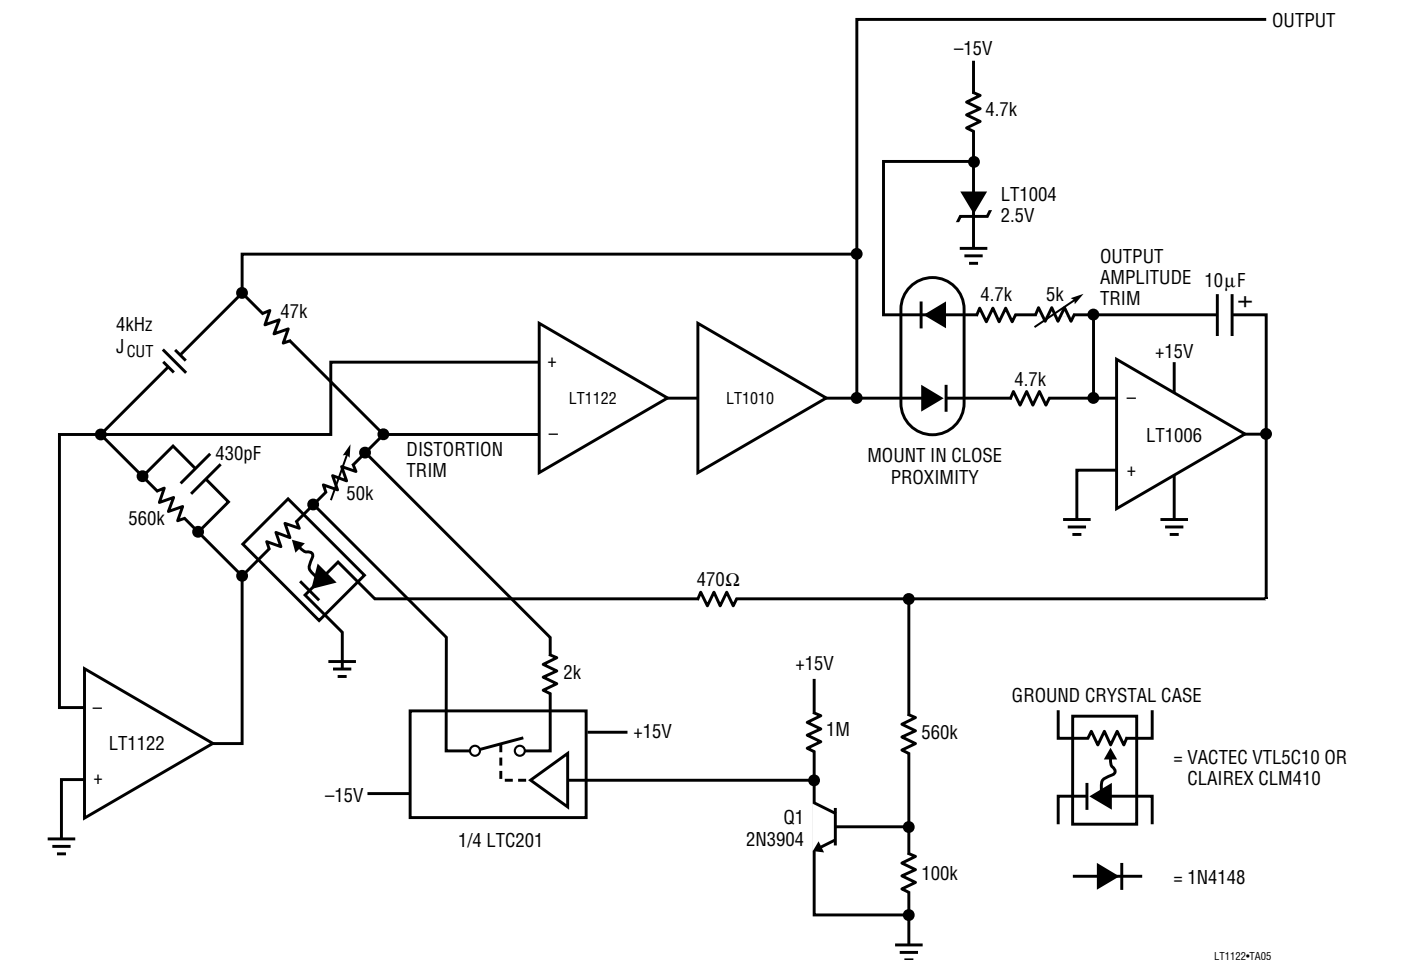 OUTPUT
–15V
4.7k
LT1004
2.5V
OUTPUT
AMPLITUDE
TRIM
10µF
+
4.7k
5k
47k
4kHz
JCUT
+
LT1122
–
LT1010
+15V
4.7k
–
LT1006
+
MOUNT IN CLOSE
PROXIMITY
DISTORTION
TRIM
430pF
50k
560k
470Ω
–
LT1122
+
2k
+15V
–15V
1/4 LTC201
+15V
1M
560k
Q1
2N3904
100k
GROUND CRYSTAL CASE
= VACTEC VTL5C10 OR
CLAIREX CLM410
= 1N4148
LT1122•TA05